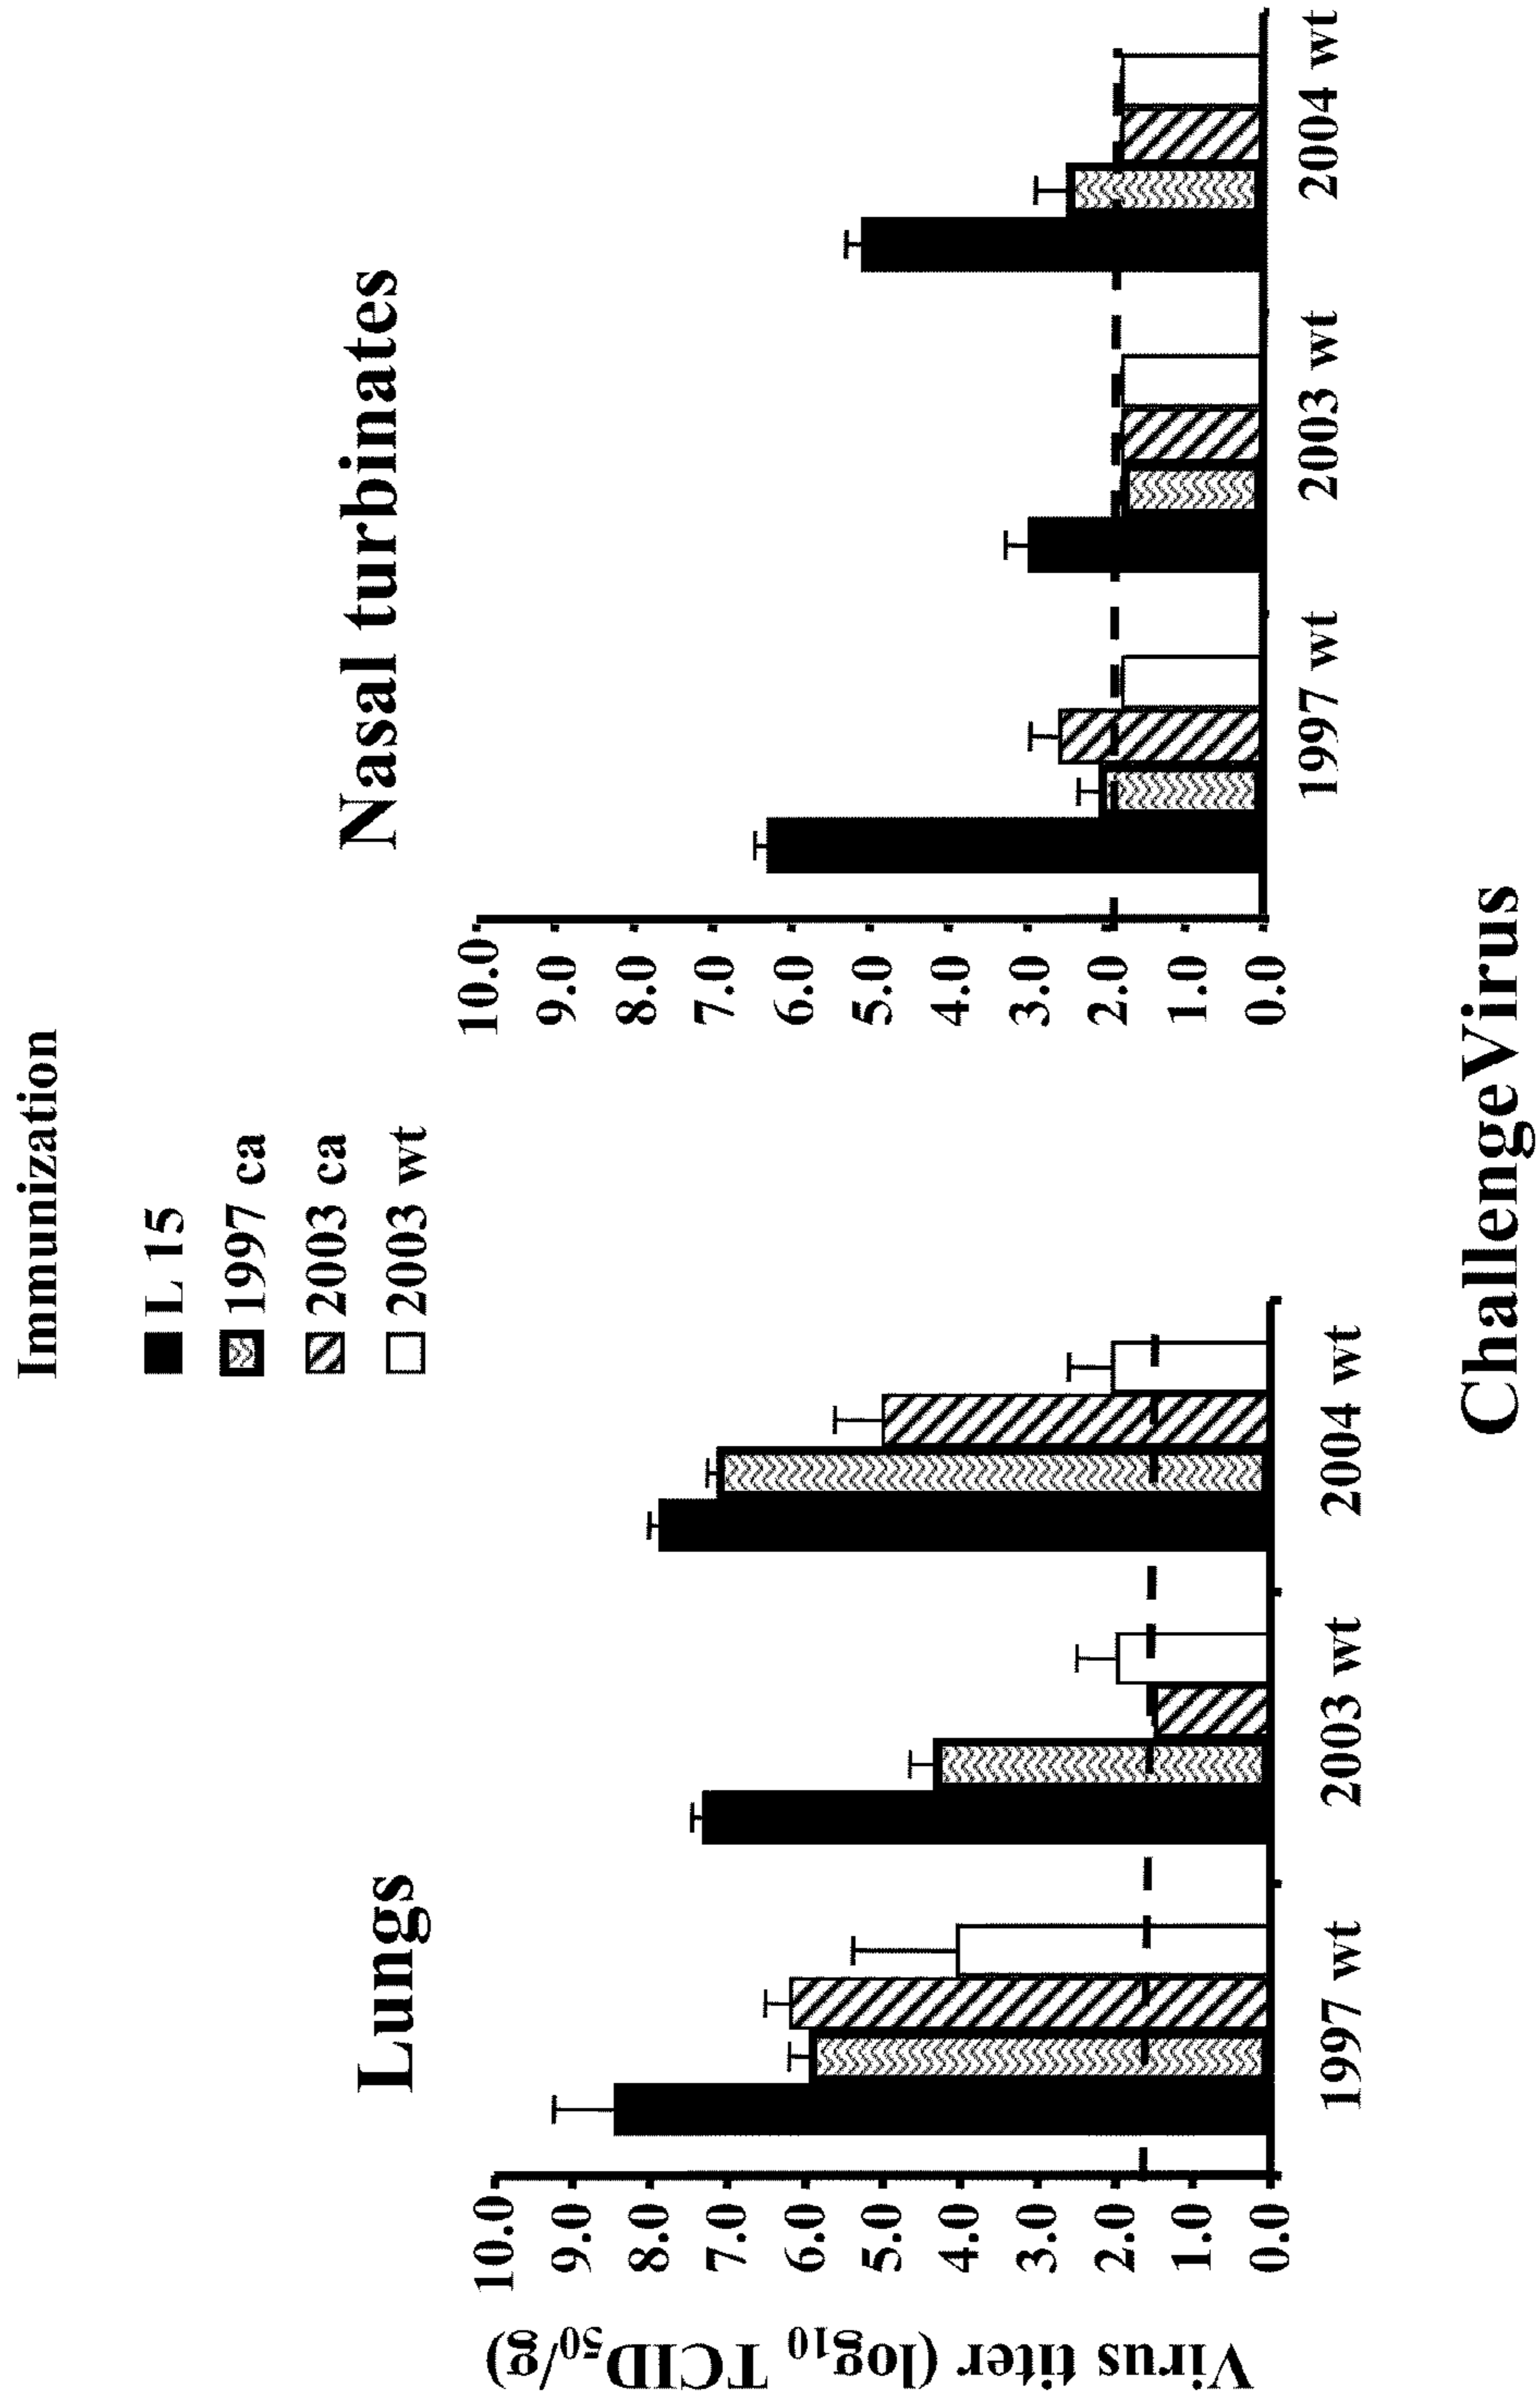 Immunization
L 15
1997 ca
2003 ca
2003 wt
Lungs
Virus titer (log10 TCID50/g)
10.0
9.0
8.0
7.0
6.0
5.0
4.0
3.0
2.0
1.0
0.0
1997 wt
2003 wt
2004 wt
Nasal turbinates
10.0
9.0
8.0
7.0
6.0
5.0
4.0
3.0
2.0
1.0
0.0
1997 wt
2003 wt
2004 wt
ChallengeVirus